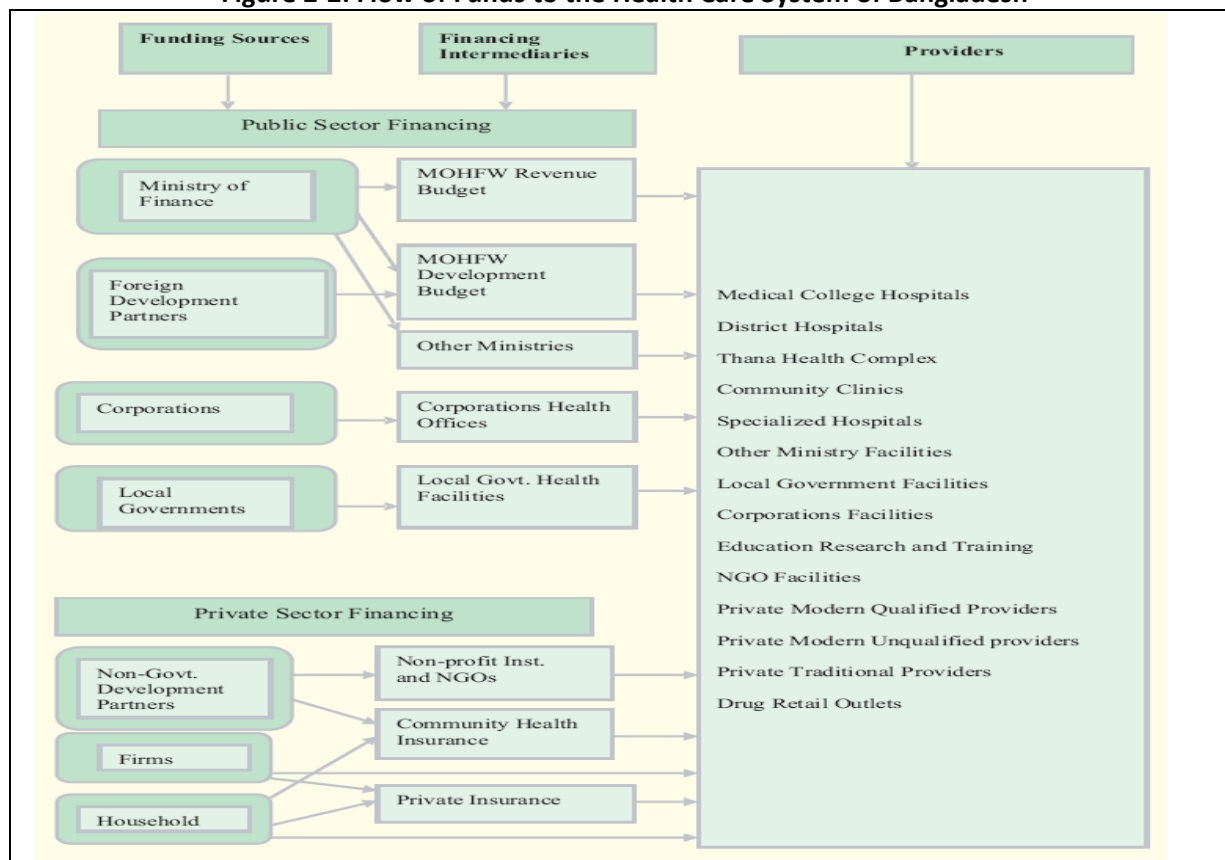 Funding Sources
Financing
Intermediaries
Providers
Public Sector Financing
Ministry of
Finance
MOHFW Revenue
Budget
MOHFW
Development
Budget
Foreign
Development
Partners
Other Ministries
Corporations
Corporations Health
Offices
Local
Governments
Local Govt. Health
Facilities
Medical College Hospitals
District Hospitals
Thana Health Complex
Community Clinics
Specialized Hospitals
Other Ministry Facilities
Local Government Facilities
Corporations Facilities
Education Research and Training
NGO Facilities
Private Modern Qualified Providers
Private Modern Unqualified providers
Private Traditional Providers
Drug Retail Outlets
Private Sector Financing
Non-Govt.
Development
Partners
Non-profit Inst.
and NGOs
Community Health
Insurance
Firms
Private Insurance
Household